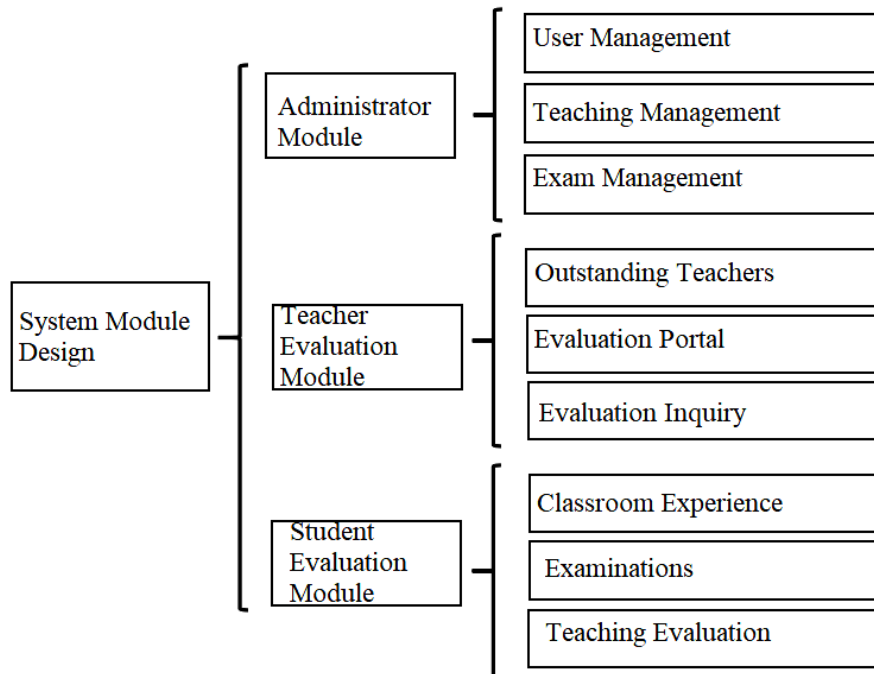 System Module
Design
Administrator
Module
User Management
Teaching Management
Exam Management
Teacher
Evaluation
Module
Outstanding Teachers
Evaluation Portal
Evaluation Inquiry
Student
Evaluation
Module
Classroom Experience
Examinations
Teaching Evaluation